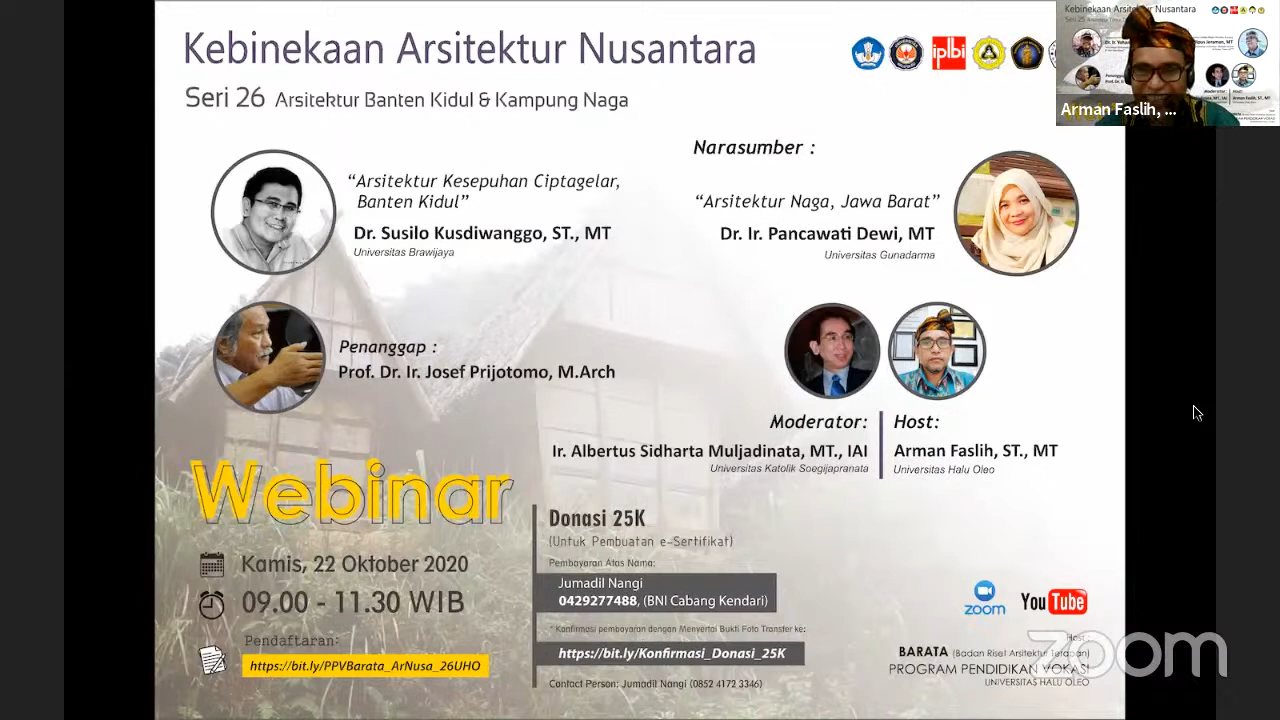 Kebinekaan Arsitektur Nusantara
Seri 26 Arsitektur Banten Kidul & Kampung Naga
iplbi
Arman Faslih, ...
Narasumber :
“Arsitektur Kesepuhan Ciptagelar,
Banten Kidul”
Dr. Susilo Kusdiwanggo, ST., MT
Universitas Brawijaya
“Arsitektur Naga, Jawa Barat”
Dr. Ir. Pancawati Dewi, MT
Universitas Gunadarma
Penanggap :
Prof. Dr. Ir. Josef Prijotomo, M.Arch
Moderator:
Ir. Albertus Sidharta Muljadinata, MT., IAI
Universitas Katolik Soegijapranata
Host:
Arman Faslih, ST., MT
Universitas Halu Oleo
Webinar
Kamis, 22 Oktober 2020
09.00 - 11.30 WIB
Pendaftaran:
https://bit.ly/PPVBarata_ArNusa_26UHO
Donasi 25K
(Untuk Pembuatan e-Sertifikat)
Pembayaran Atas Nama:
Jumadil Nangi
0429277488, (BNI Cabang Kendari)
* Konfirmasi pembayaran dengan Menyertai Bukti Foto Transfer ke:
https://bit.ly/Konfirmasi_Donasi_25K
Contact Person: Jumadil Nangi (0852 4172 3346)
zoom
YouTube
Host :
BARATA (Badan Riset Arsitektur Terapan)
PROGRAM PENDIDIKAN VOKASI
UNIVERSITAS HALU OLEO
zoom